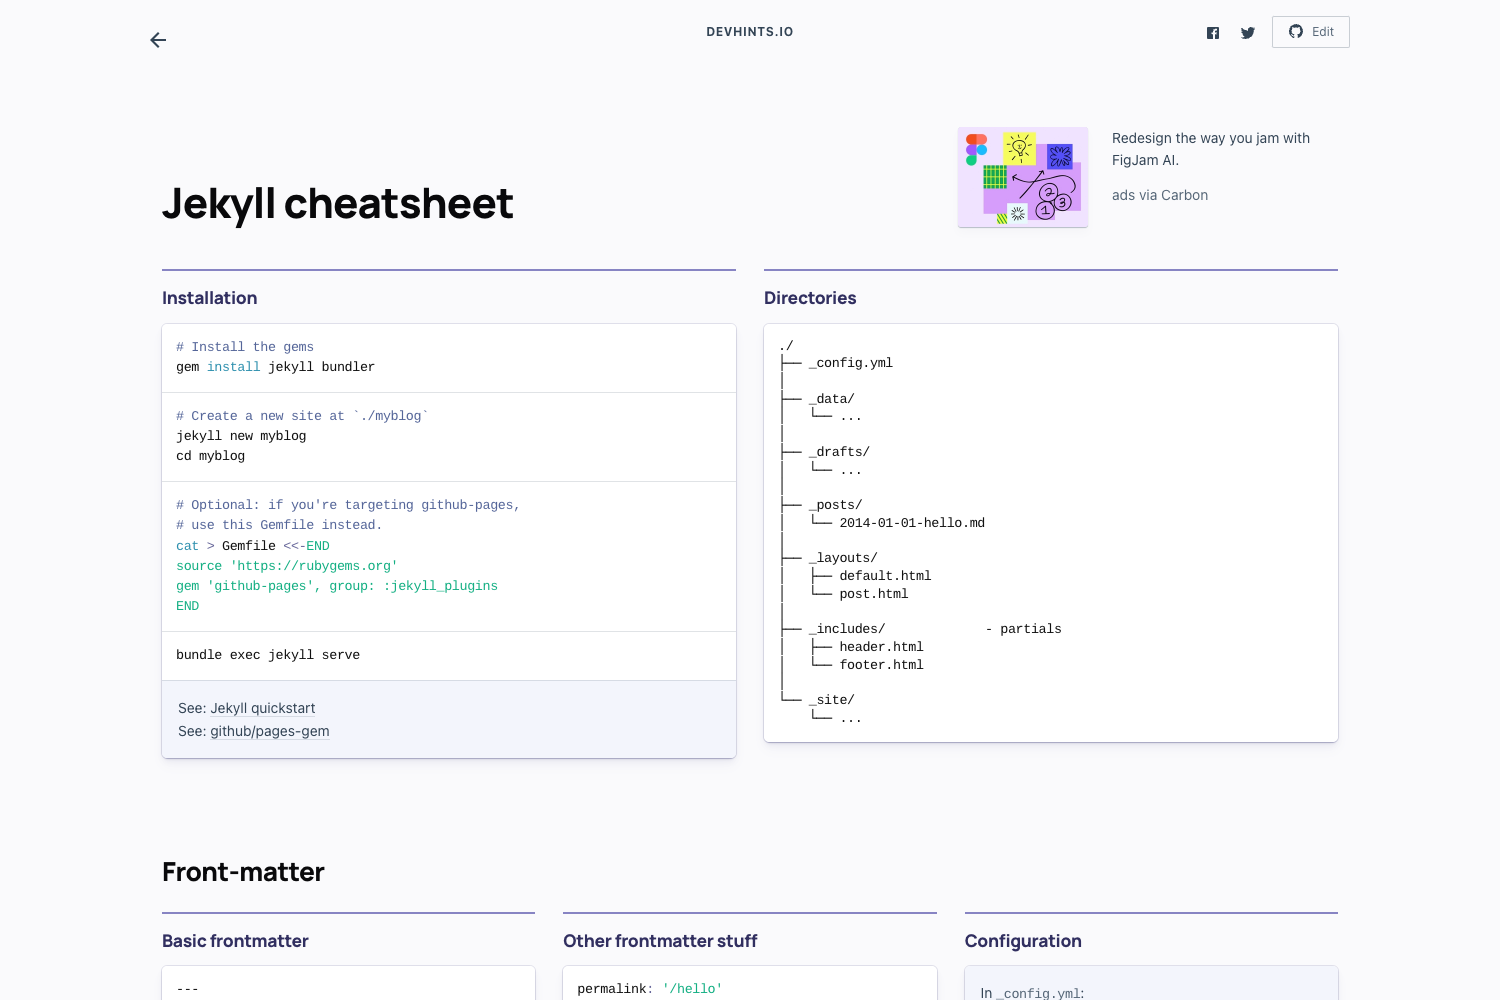 DEVHINTS.IO
Edit
Redesign the way you jam with
FigJam AI.
ads via Carbon
Jekyll cheatsheet
Installation
# Install the gems
gem install jekyll bundler
# Create a new site at `./myblog`
jekyll new myblog
cd myblog
# Optional: if you're targeting github-pages,
# use this Gemfile instead.
cat > Gemfile <<-END
source 'https://rubygems.org'
gem 'github-pages', group: :jekyll_plugins
END
bundle exec jekyll serve
See: Jekyll quickstart
See: github/pages-gem
Directories
./
├── _config.yml
│
├── _data/
│   └── ...
│
├── _drafts/
│   └── ...
│
├── _posts/
│   └── 2014-01-01-hello.md
│
├── _layouts/
│   ├── default.html
│   └── post.html
│
├── _includes/             - partials
│   ├── header.html
│   └── footer.html
│
└── _site/
    └── ...
Front-matter
Basic frontmatter
---
Other frontmatter stuff
permalink: '/hello'
Configuration
In _config.yml: